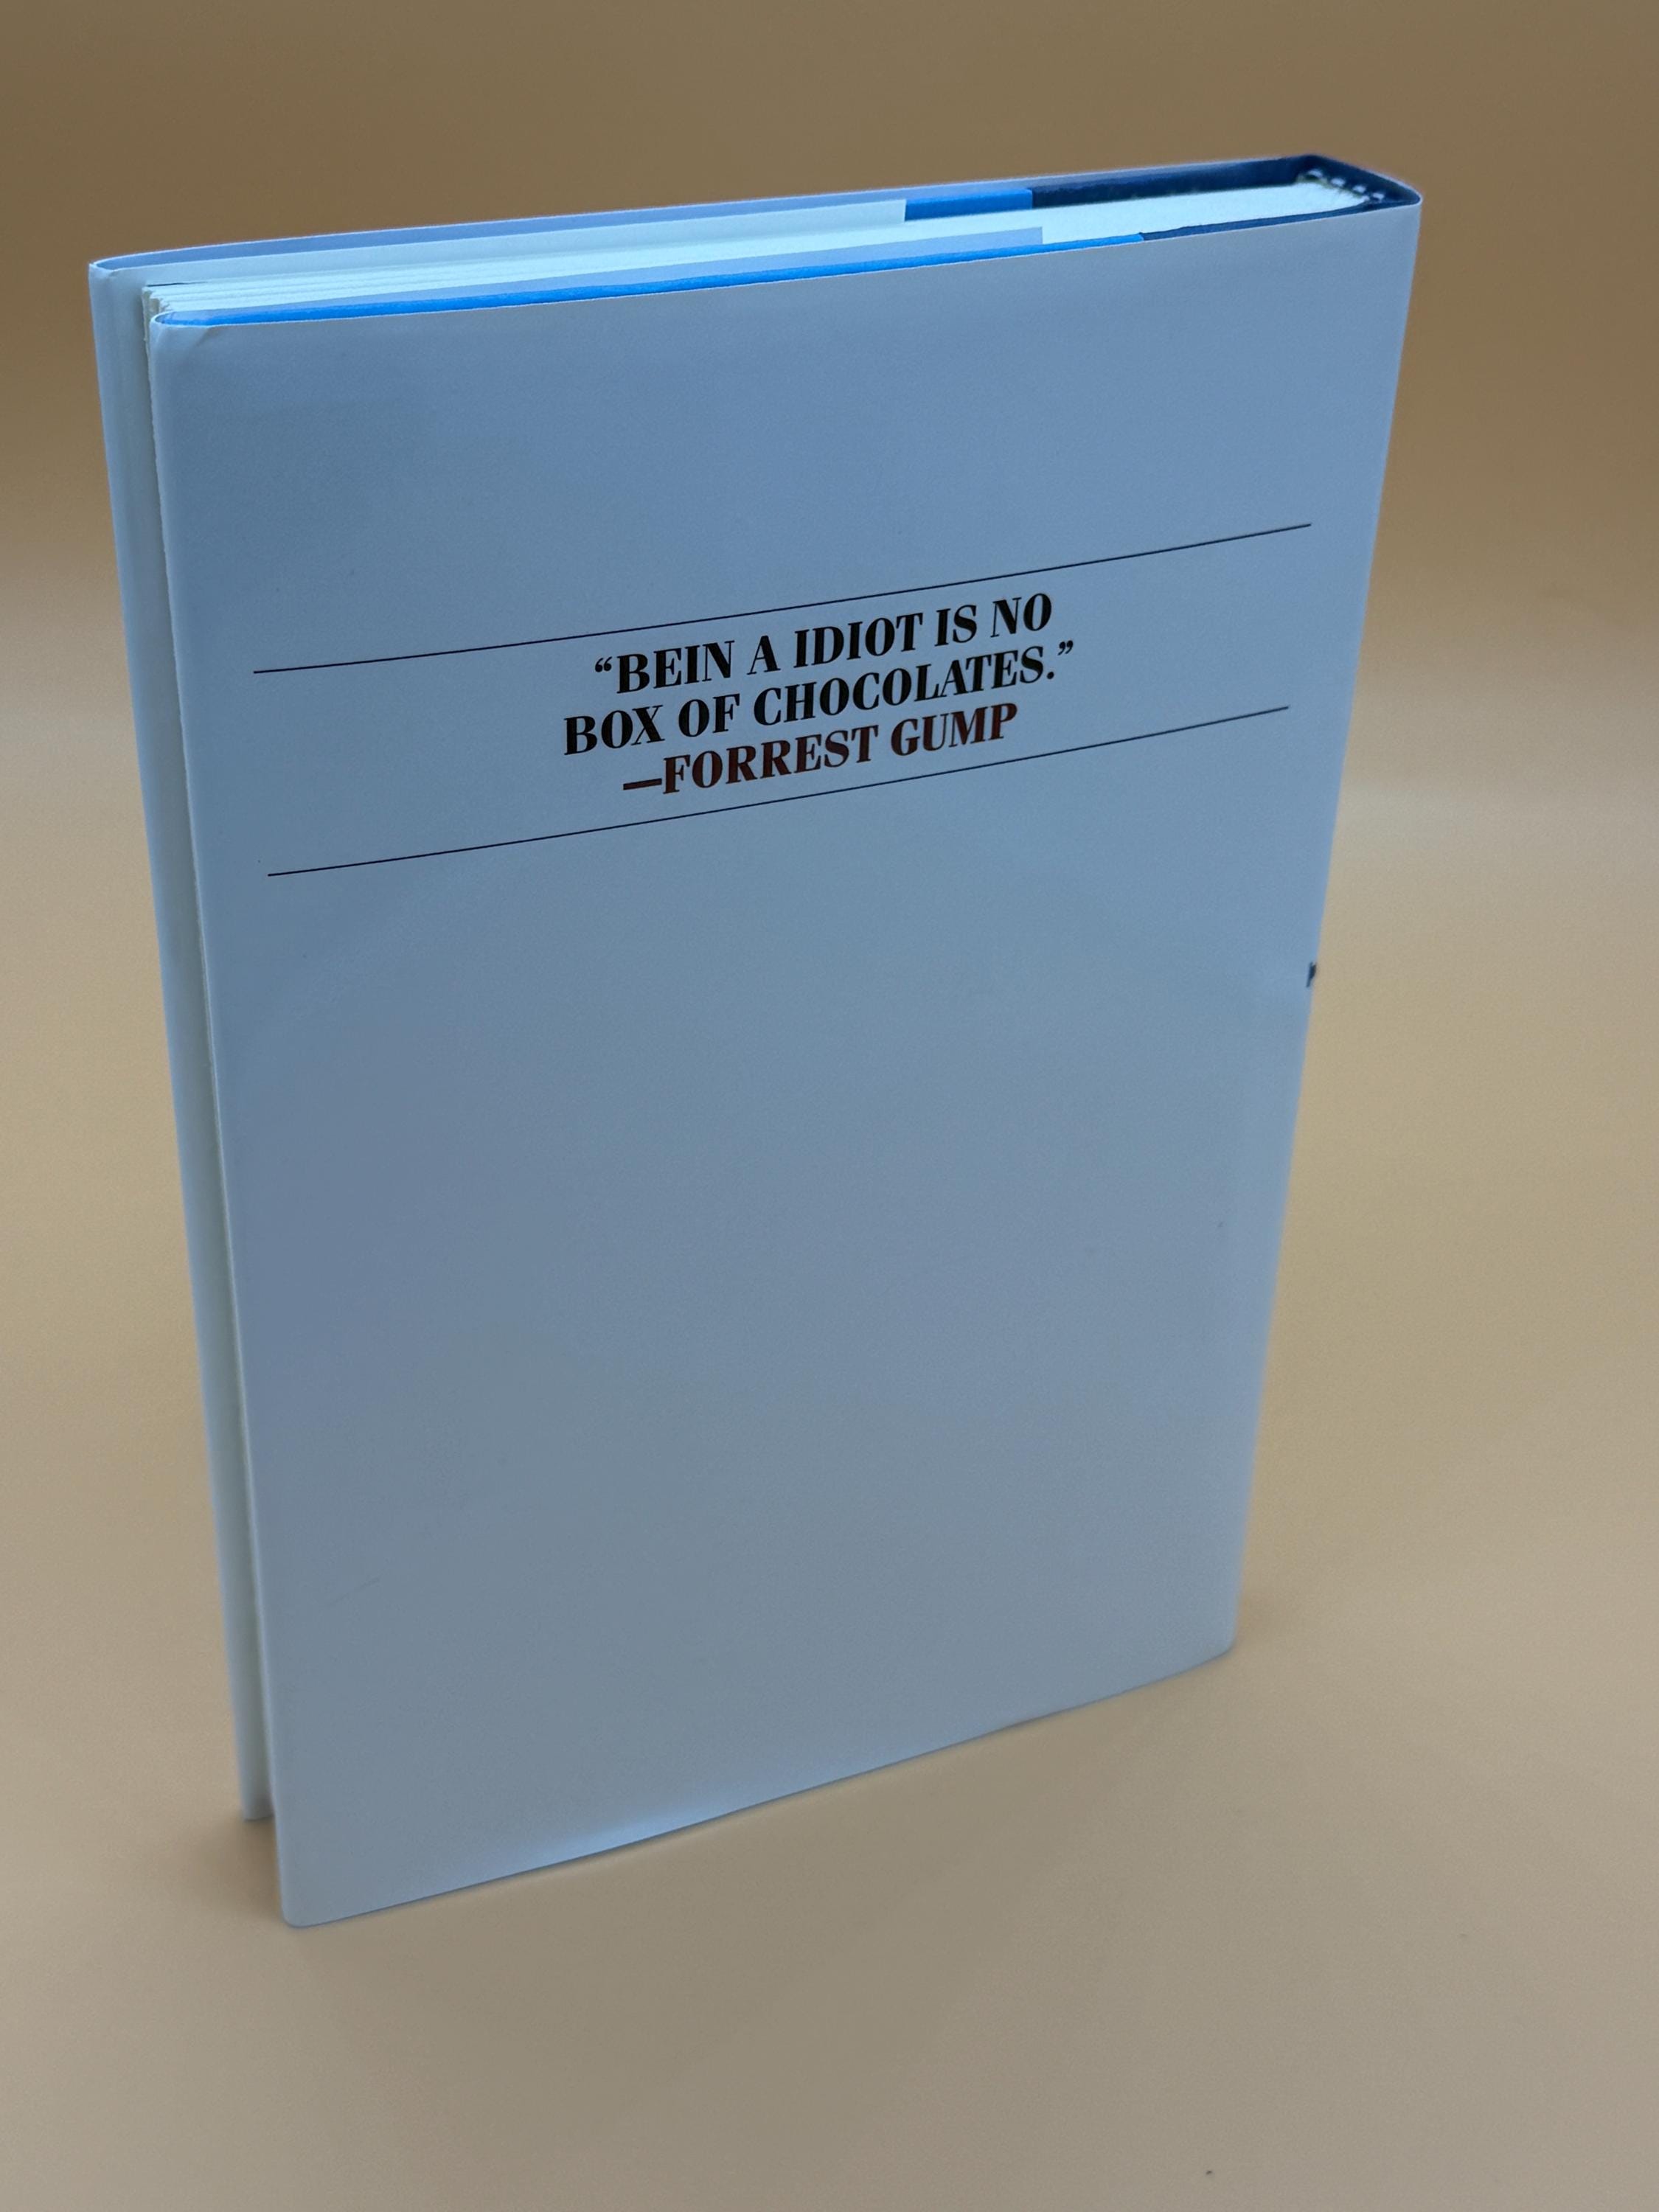 “BEIN A IDIOT IS NO
BOX OF CHOCOLATES.”
—FORREST GUMP